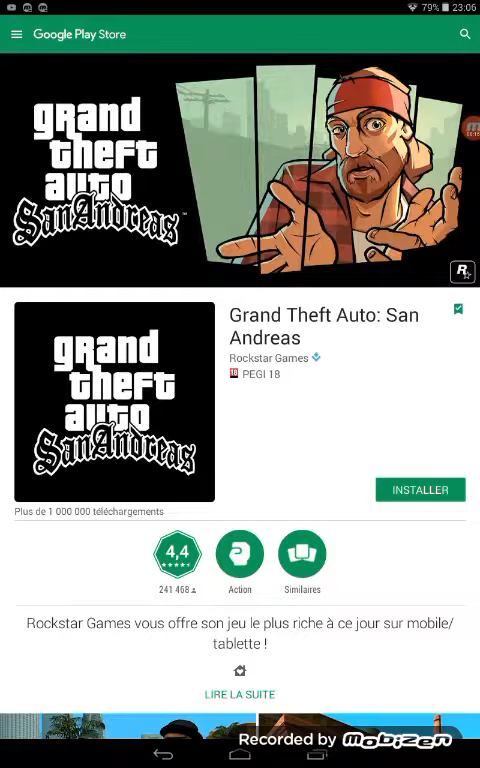 79% 23:06
Google Play Store
grand
theft
auto
San Andreas
™
R
Grand Theft Auto: San
Andreas
Rockstar Games
18 PEGI 18
grand
theft
auto
San Andreas
INSTALLER
Plus de 1 000 000 téléchargements
4,4
241 468
Action
Similaires
Rockstar Games vous offre son jeu le plus riche à ce jour sur mobile/
tablette !
LIRE LA SUITE
Recorded by Mobizen